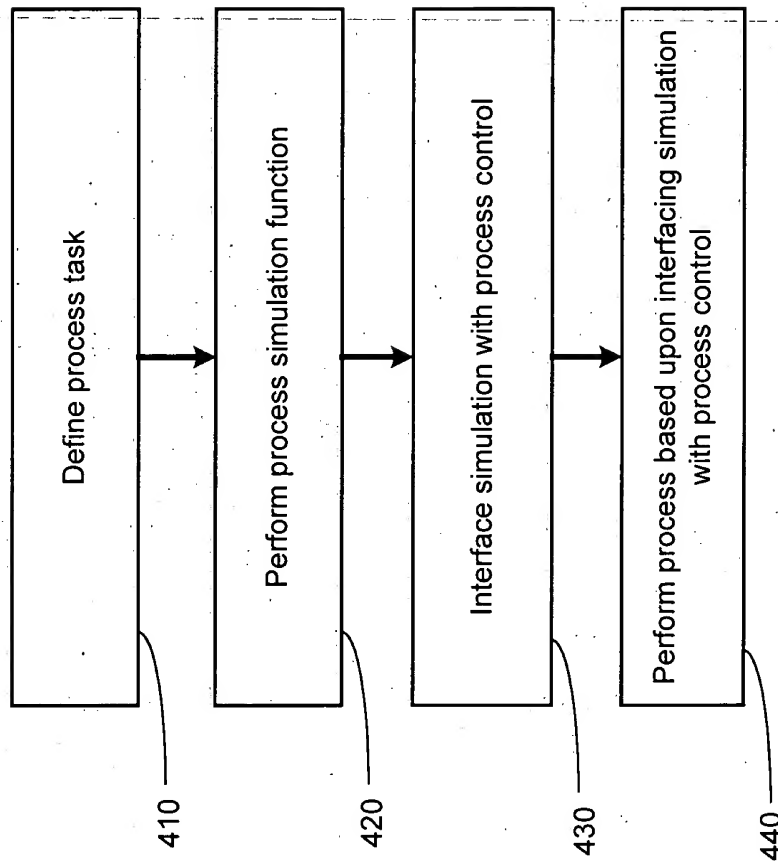 Define process task
410
Perform process simulation function
420
Interface simulation with process control
430
Perform process based upon interfacing simulation
with process control
440